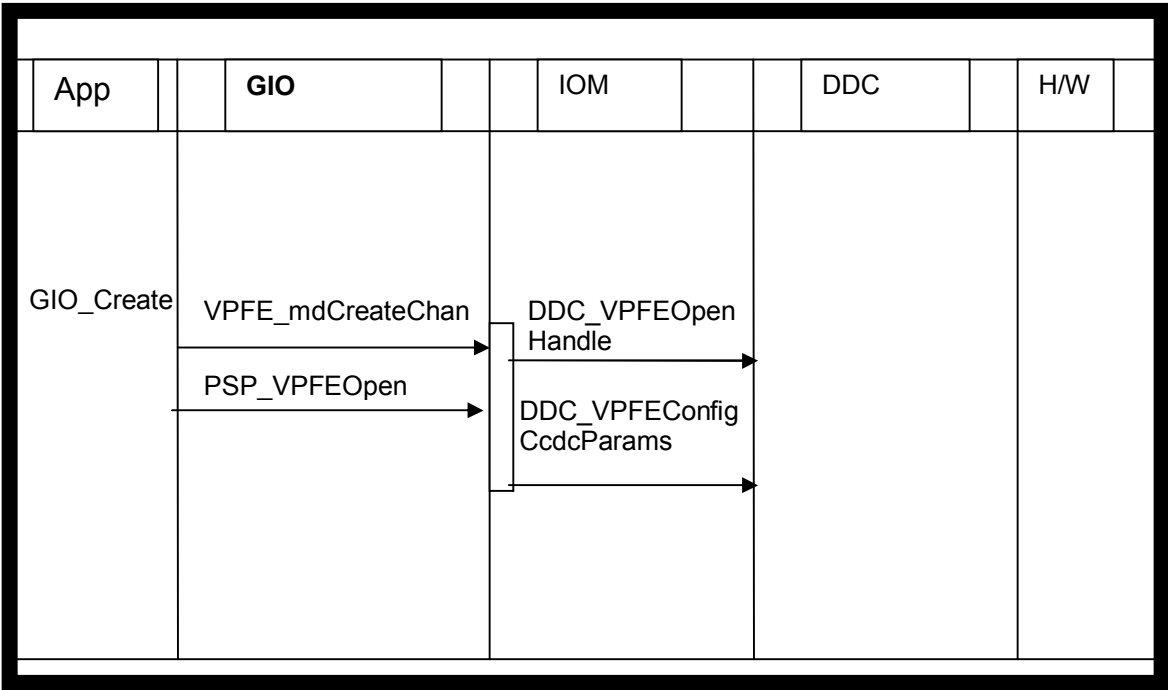 App
GIO
IOM
DDC
H/W
GIO_Create
VPFE_mdCreateChan
DDC_VPFEOpen
Handle
PSP_VPFEOpen
DDC_VPFEConfig
CcdcParams